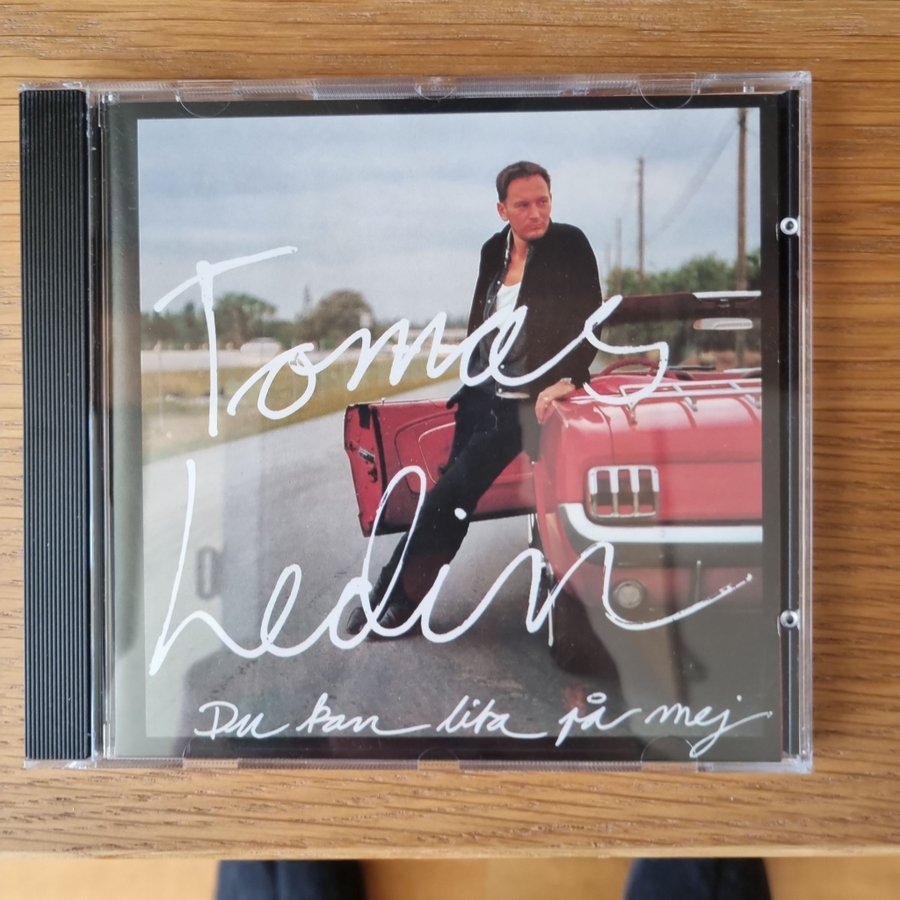 Tomas
Ledin
Du kan lita på mej